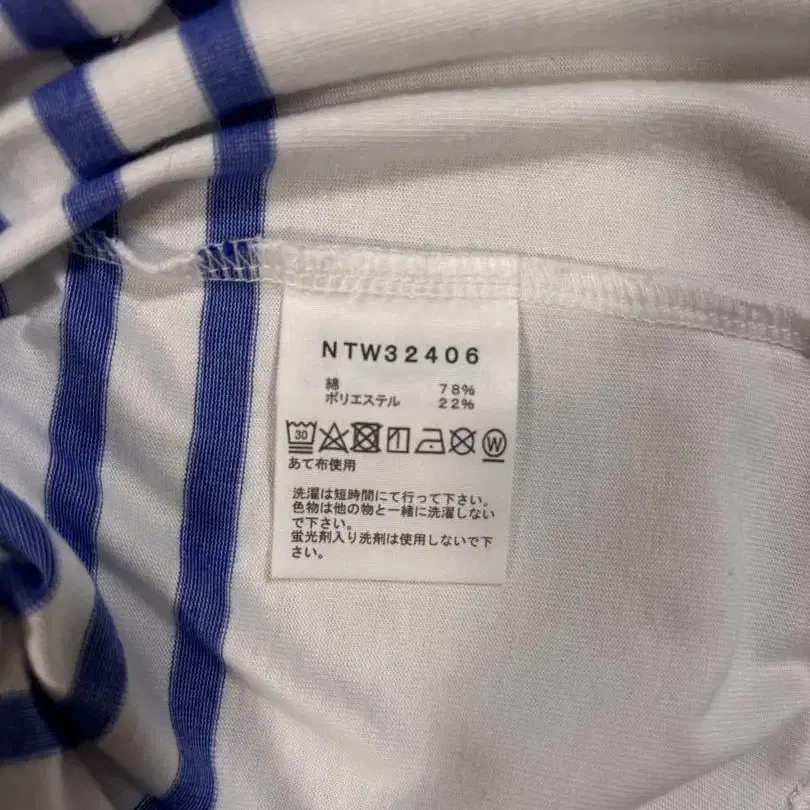 NTW32406
綿 78%
ポリエステル 22%
30 W
あて布使用
洗濯は短時間にて行って下さい。
色物は他の物と一緒に洗濯しない
で下さい。
蛍光剤入り洗剤は使用しないで下
さい。